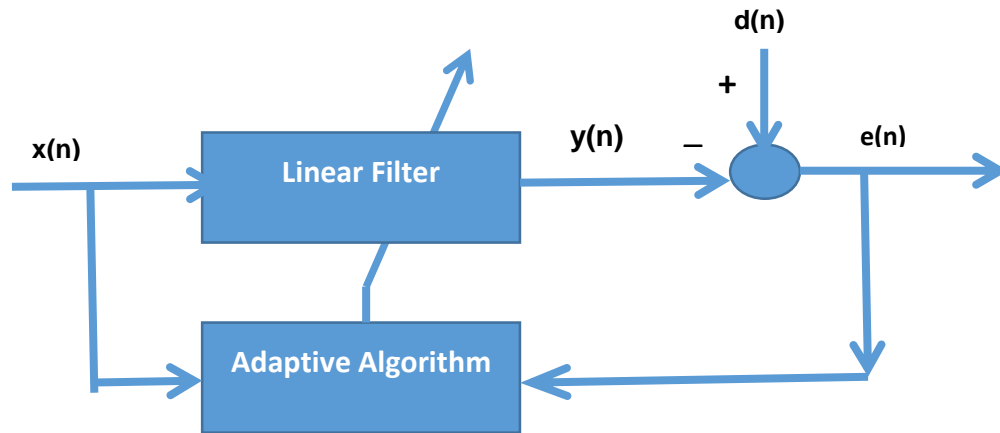 d(n)
+
x(n)
Linear Filter
y(n)
–
e(n)
Adaptive Algorithm